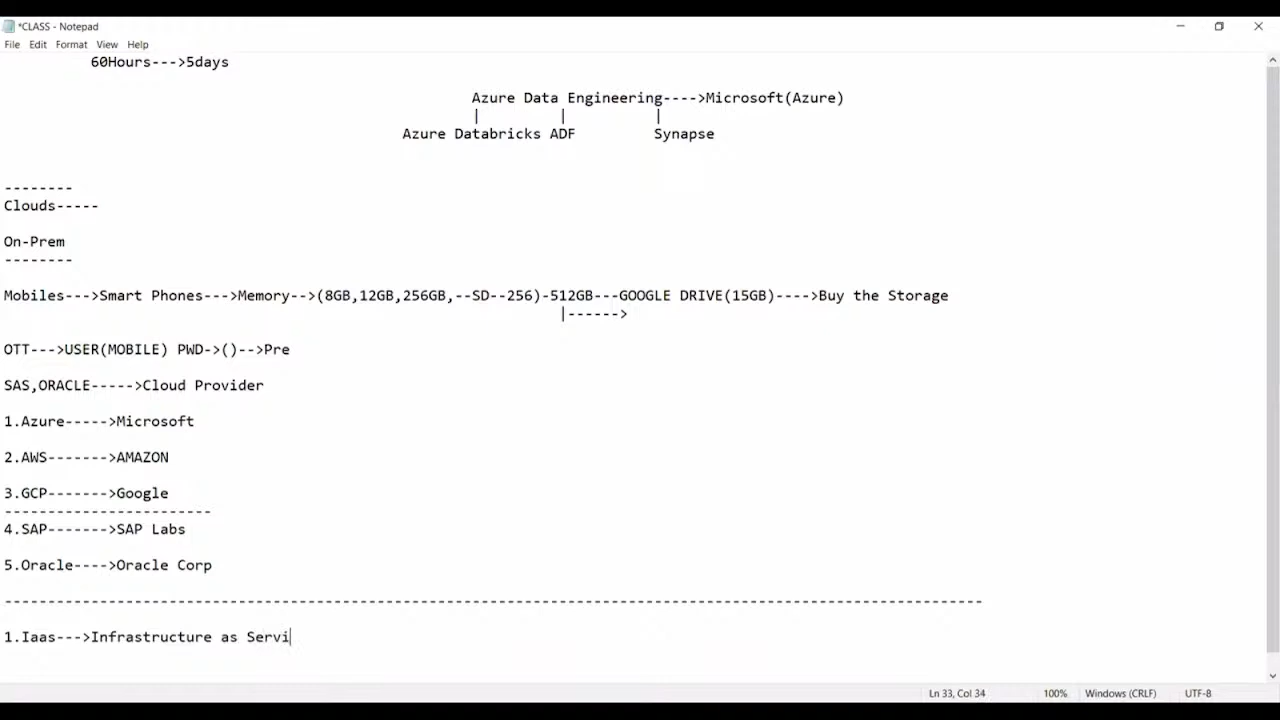 *CLASS - Notepad
File Edit Format View Help
60Hours--->5days
Azure Data Engineering---->Microsoft(Azure)
| | |
Azure Databricks ADF Synapse
--------
Clouds-----
On-Prem
--------
Mobiles--->Smart Phones--->Memory-->(8GB,12GB,256GB,--SD--256)-512GB---GOOGLE DRIVE(15GB)---->Buy the Storage
|------>
OTT--->USER(MOBILE) PWD->()-->Pre
SAS,ORACLE----->Cloud Provider
1.Azure----->Microsoft
2.AWS------->AMAZON
3.GCP------->Google
------------------------
4.SAP------->SAP Labs
5.Oracle---->Oracle Corp
-----------------------------------------------------------------------------------------------------------------
1.Iaas--->Infrastructure as Servi
Ln 33, Col 34 100% Windows (CRLF) UTF-8